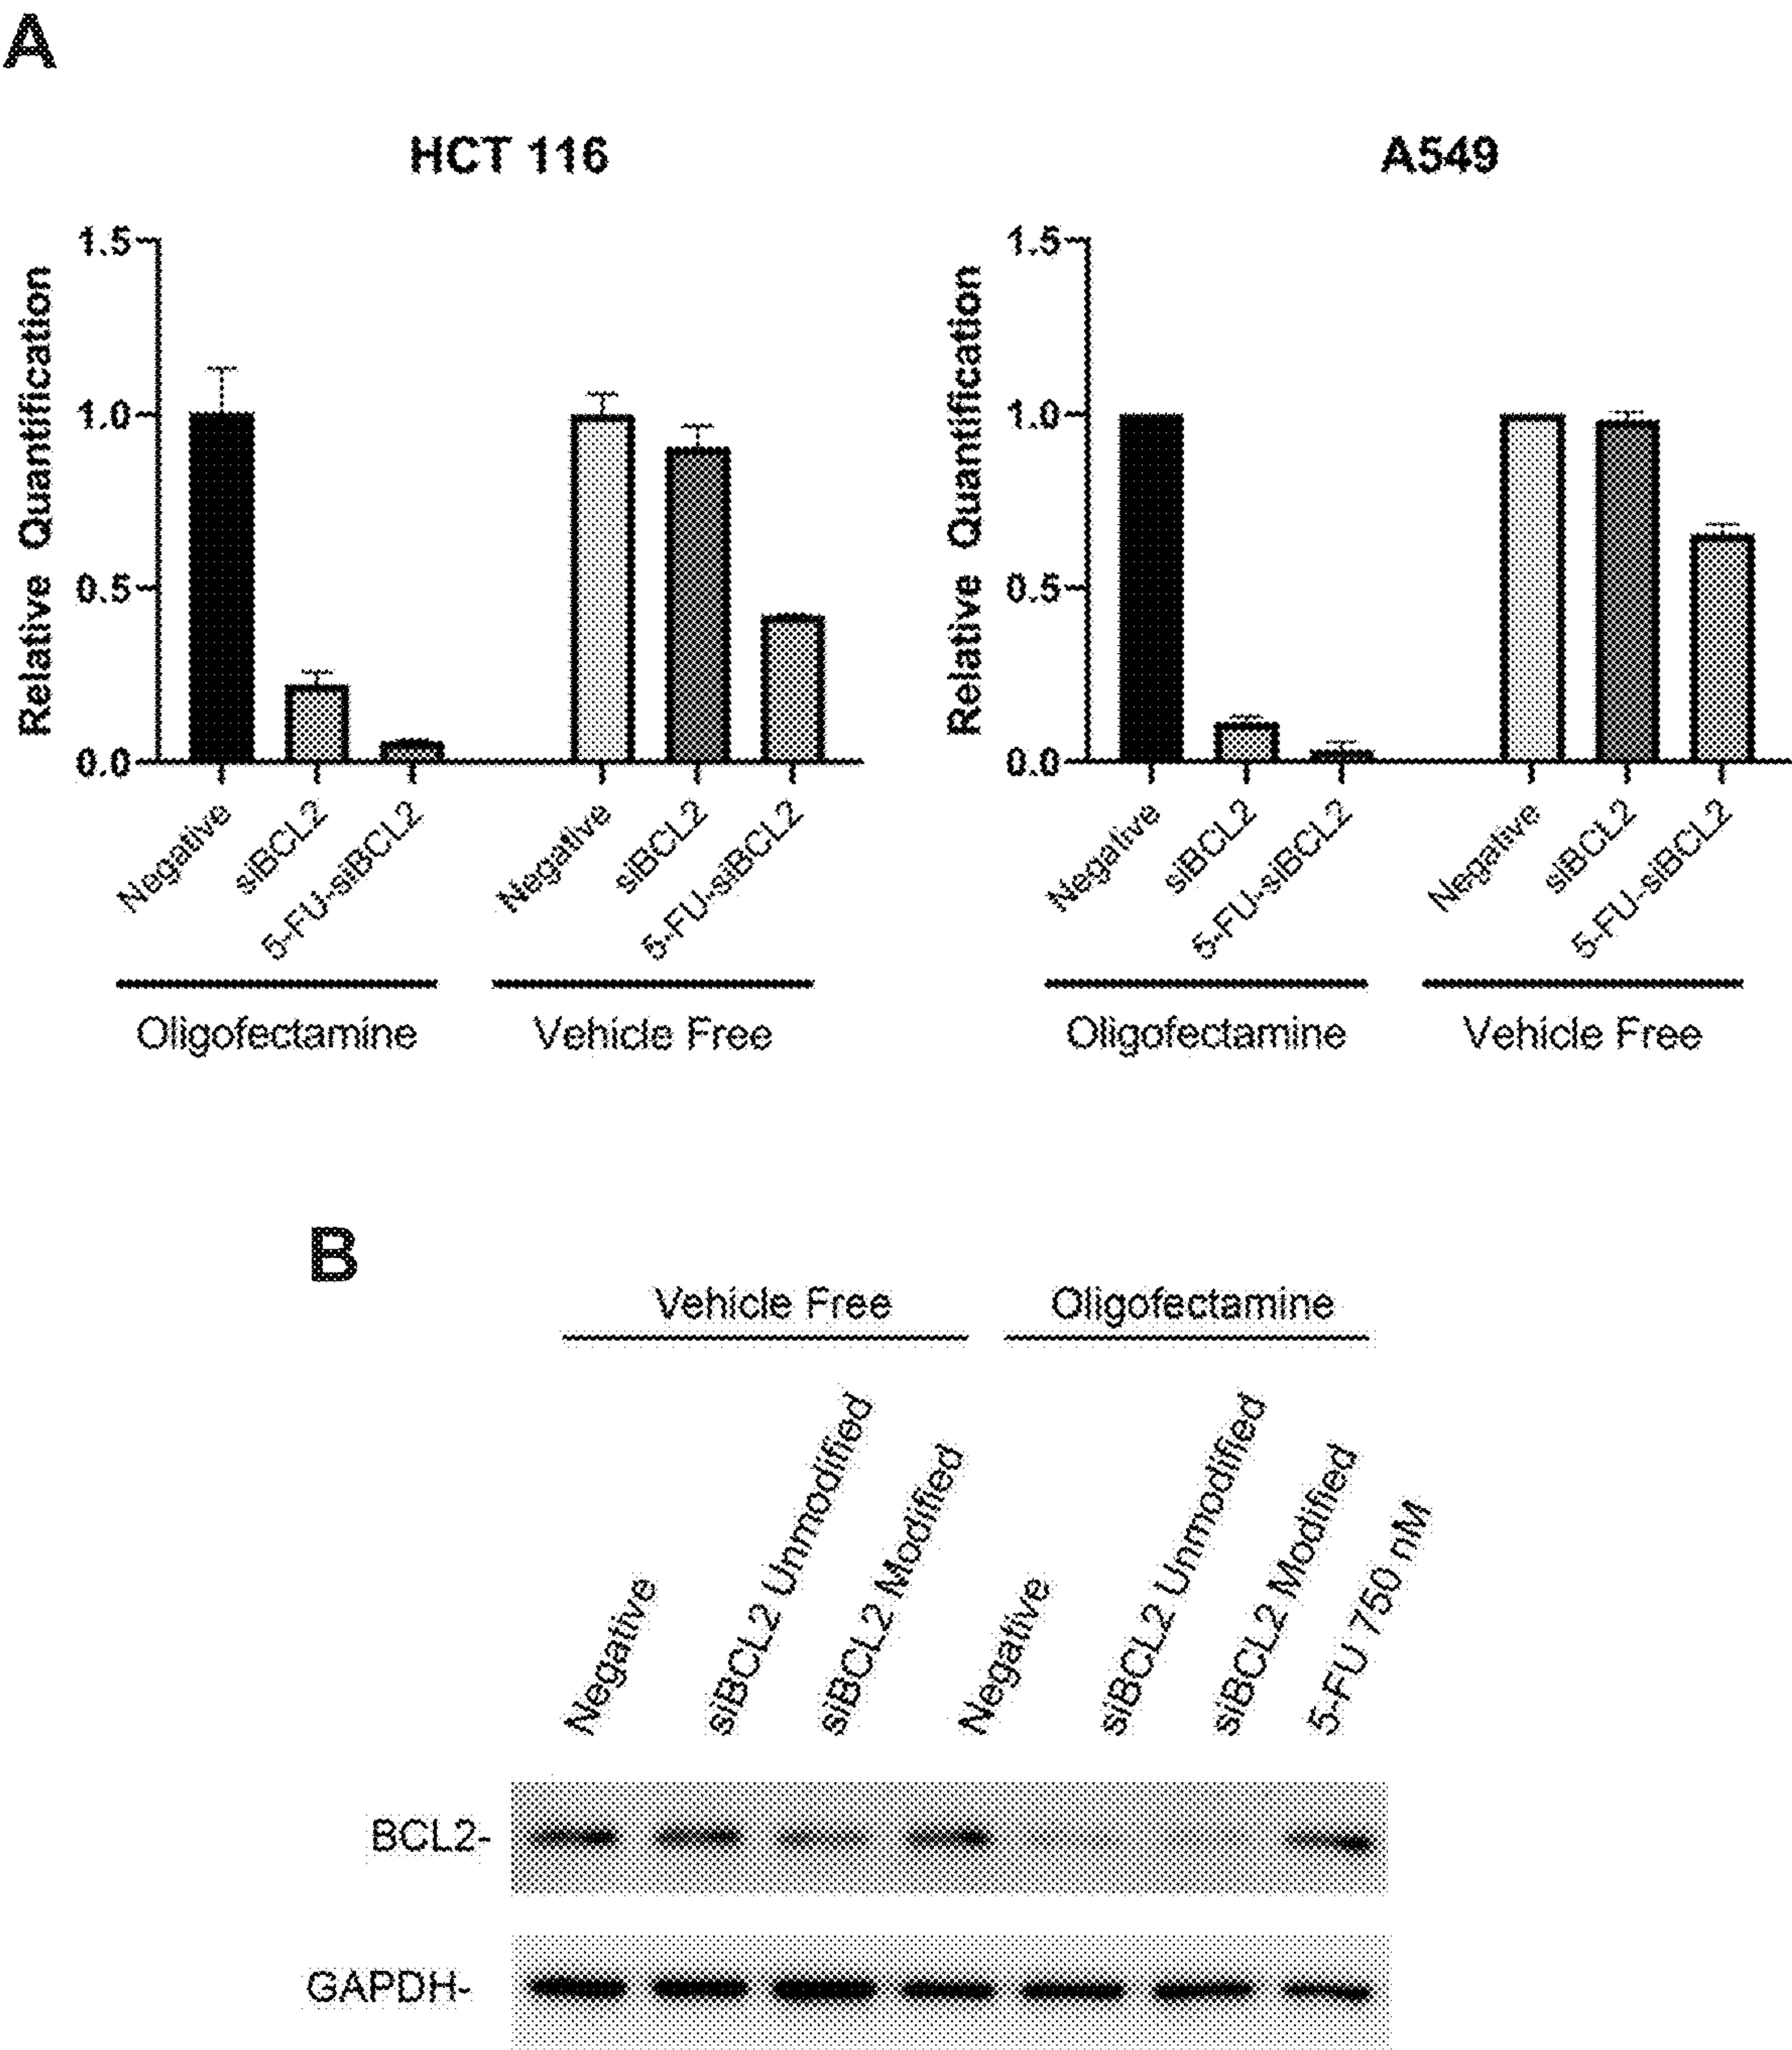 A
HCT 116
A549
Relative Quantification
1.5
1.0
0.5
0.0
Negative
siBCL2
5-FU-siBCL2
Negative
siBCL2
5-FU-siBCL2
Oligofectamine
Vehicle Free
Relative Quantification
1.5
1.0
0.5
0.0
Negative
siBCL2
5-FU-siBCL2
Negative
siBCL2
5-FU-siBCL2
Oligofectamine
Vehicle Free
B
Vehicle Free
Oligofectamine
Negative
siBCL2 Unmodified
siBCL2 Modified
Negative
siBCL2 Unmodified
siBCL2 Modified
5-FU 750 nM
BCL2-
GAPDH-